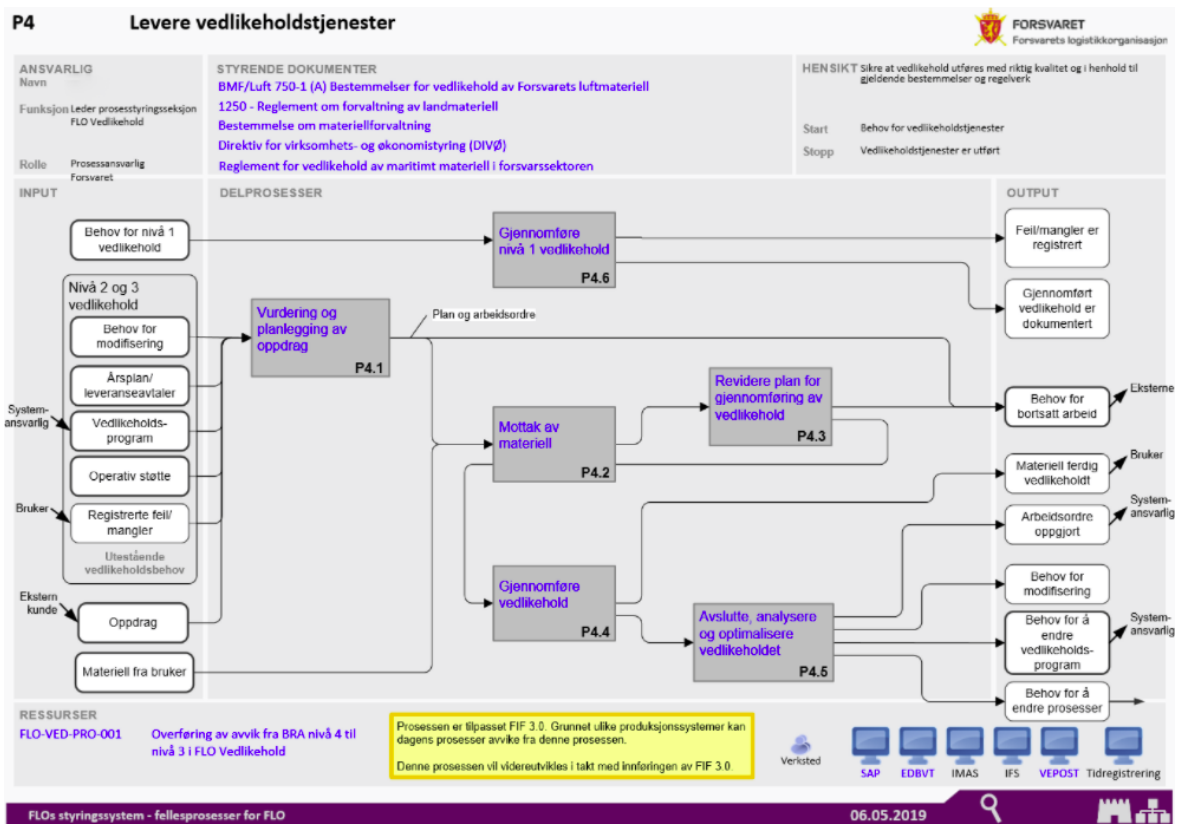 P4
Levere vedlikeholdstjenester
FORSVARET
Forsvarets logistikkorganisasjon
ANSVARLIG
Navn
Funksjon Leder prosesstyringsseksjon
FLO Vedlikehold
Rolle Prosessansvarlig
Forsvaret
STYRENDE DOKUMENTER
BMF/Luft 750-1 (A) Bestemmelser for vedlikehold av Forsvarets luftmateriell
1250 - Reglement om forvaltning av landmateriell
Bestemmelse om materiellforvaltning
Direktiv for virksomhets- og økonomistyring (DIVØ)
Reglement for vedlikehold av maritimt materiell i forsvarssektoren
HENSIKT Sikre at vedlikehold utføres med riktig kvalitet og i henhold til
gjeldende bestemmelser og regelverk
Start Behov for vedlikeholdstjenester
Stopp Vedlikeholdstjenester er utført
INPUT
Behov for nivå 1
vedlikehold
Nivå 2 og 3
vedlikehold
Behov for
modifisering
Årsplan/
leveranseavtaler
System-
ansvarlig
Vedlikeholds-
program
Operativ støtte
Bruker
Registrerte feil/
mangler
Utestående
vedlikeholdsbehov
Ekstern
kunde
Oppdrag
Materiell fra bruker
DELPROSESSER
Gjennomføre
nivå 1 vedlikehold
P4.6
Vurdering og
planlegging av
oppdrag
P4.1
Plan og arbeidsordre
Revidere plan for
gjennomføring av
vedlikehold
P4.3
Mottak av
materiell
P4.2
Gjennomføre
vedlikehold
P4.4
Avslutte, analysere
og optimalisere
vedlikeholdet
P4.5
OUTPUT
Feil/mangler er
registrert
Gjennomført
vedlikehold er
dokumentert
Behov for
bortsatt arbeid
Eksterne
Materiell ferdig
vedlikeholdt
Bruker
Arbeidsordre
oppgjort
System-
ansvarlig
Behov for
modifisering
Behov for å
endre
vedlikeholds-
program
System-
ansvarlig
Behov for å
endre prosesser
RESSURSER
FLO-VED-PRO-001 Overføring av avvik fra BRA nivå 4 til
nivå 3 i FLO Vedlikehold
Prosessen er tilpasset FIF 3.0. Grunnet ulike produksjonssystemer kan
dagens prosesser avvike fra denne prosessen.
Denne prosessen vil videreutvikles i takt med innføringen av FIF 3.0.
Verksted
SAP EDBVT IMAS IFS VEPOST Tidregistrering
FLOs styringssystem - fellesprosesser for FLO
06.05.2019